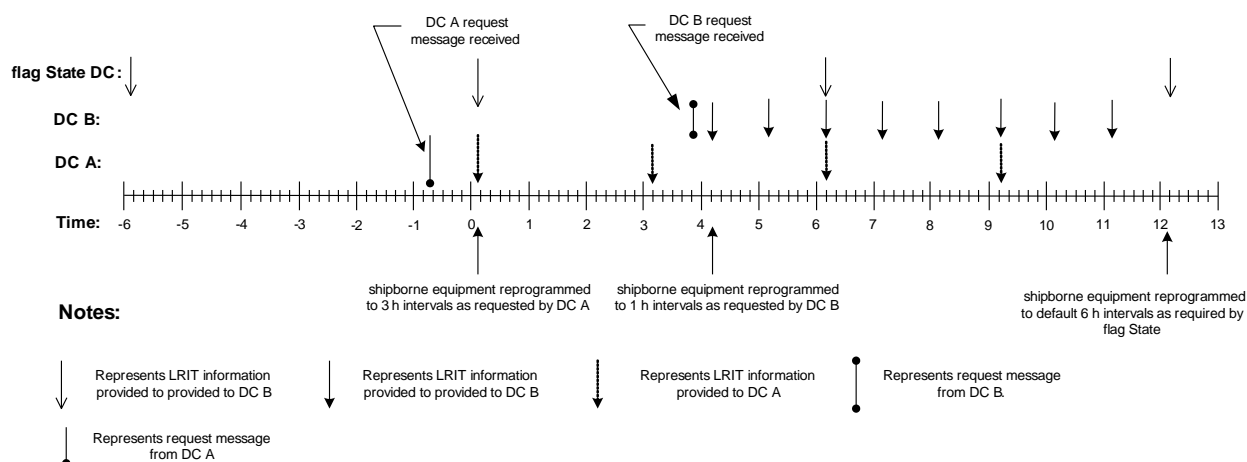 DC A request
message received
DC B request
message received
flag State DC:
DC B:
DC A:
Time:
-6 -5 -4 -3 -2 -1 0 1 2 3 4 5 6 7 8 9 10 11 12 13
shipborne equipment reprogrammed
to 3 h intervals as requested by DC A
shipborne equipment reprogrammed
to 1 h intervals as requested by DC B
shipborne equipment reprogrammed
to default 6 h intervals as required by
flag State
Notes:
Represents LRIT information
provided to provided to DC B
Represents LRIT information
provided to provided to DC B
Represents LRIT information
provided to DC A
Represents request message
from DC B.
Represents request message
from DC A